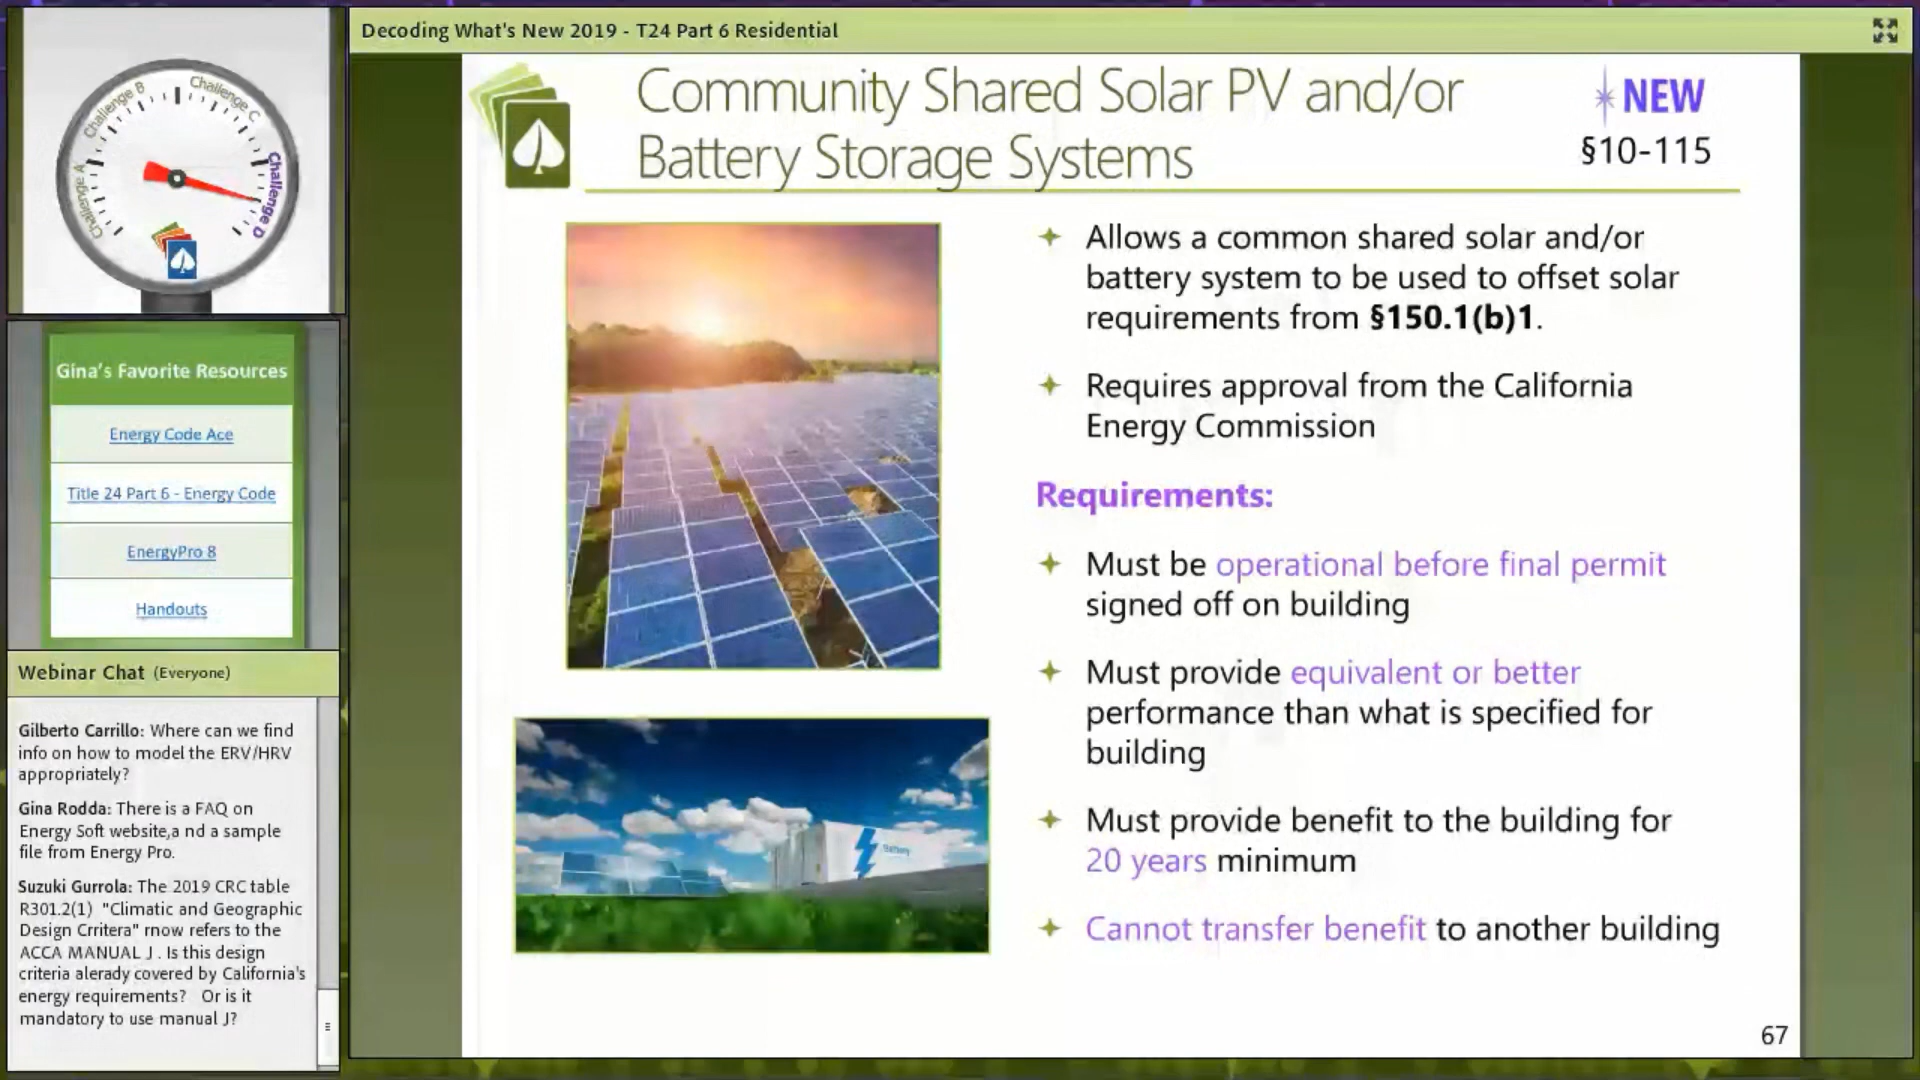 Decoding What's New 2019 - T24 Part 6 Residential
Challenge A
Challenge B
Challenge C
Challenge D
Gina's Favorite Resources
Energy Code Ace
Title 24 Part 6 - Energy Code
EnergyPro 8
Handouts
Webinar Chat (Everyone)
Gilberto Carrillo: Where can we find
info on how to model the ERV/HRV
appropriately?
Gina Rodda: There is a FAQ on
Energy Soft website,a nd a sample
file from Energy Pro.
Suzuki Gurrola: The 2019 CRC table
R301.2(1) "Climatic and Geographic
Design Crritera" rnow refers to the
ACCA MANUAL J . Is this design
criteria alerady covered by California's
energy requirements? Or is it
mandatory to use manual J?
Community Shared Solar PV and/or
Battery Storage Systems
NEW
§10-115
Allows a common shared solar and/or
battery system to be used to offset solar
requirements from §150.1(b)1.
Requires approval from the California
Energy Commission
Requirements:
Must be operational before final permit
signed off on building
Must provide equivalent or better
performance than what is specified for
building
Must provide benefit to the building for
20 years minimum
Cannot transfer benefit to another building
Battery
67